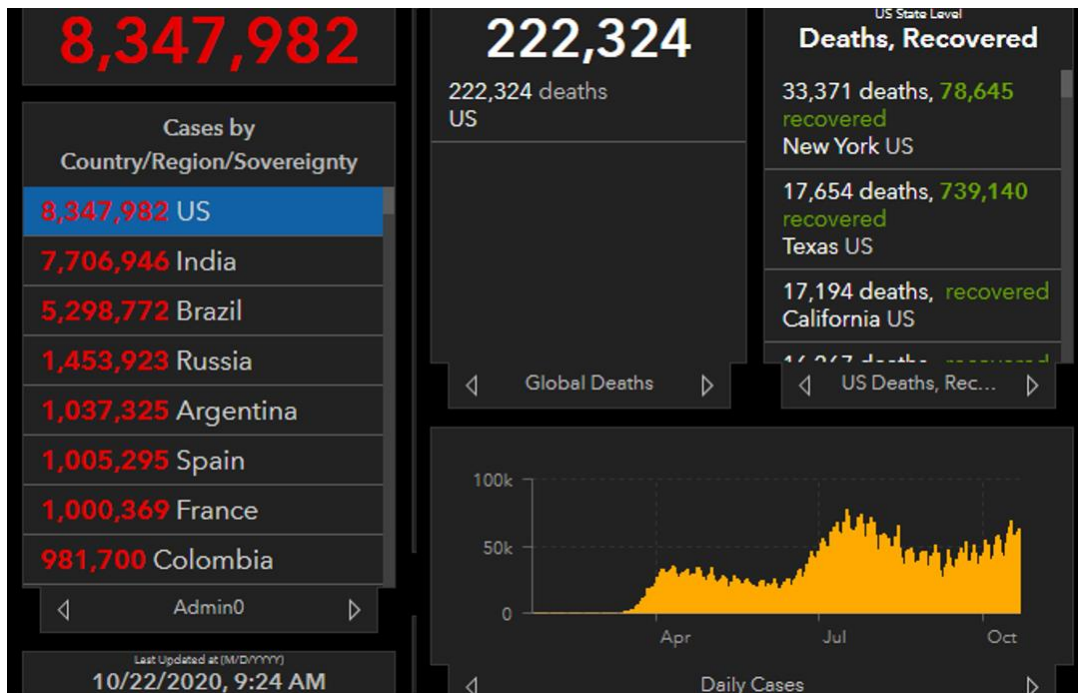 8,347,982
Cases by
Country/Region/Sovereignty
8,347,982 US
7,706,946 India
5,298,772 Brazil
1,453,923 Russia
1,037,325 Argentina
1,005,295 Spain
1,000,369 France
981,700 Colombia
Admin0
Last Updated at (M/D/YYYY)
10/22/2020, 9:24 AM
222,324
222,324 deaths
US
Global Deaths
US State Level
Deaths, Recovered
33,371 deaths, 78,645
recovered
New York US
17,654 deaths, 739,140
recovered
Texas US
17,194 deaths, recovered
California US
US Deaths, Rec...
100k
50k
0
Apr Jul Oct
Daily Cases